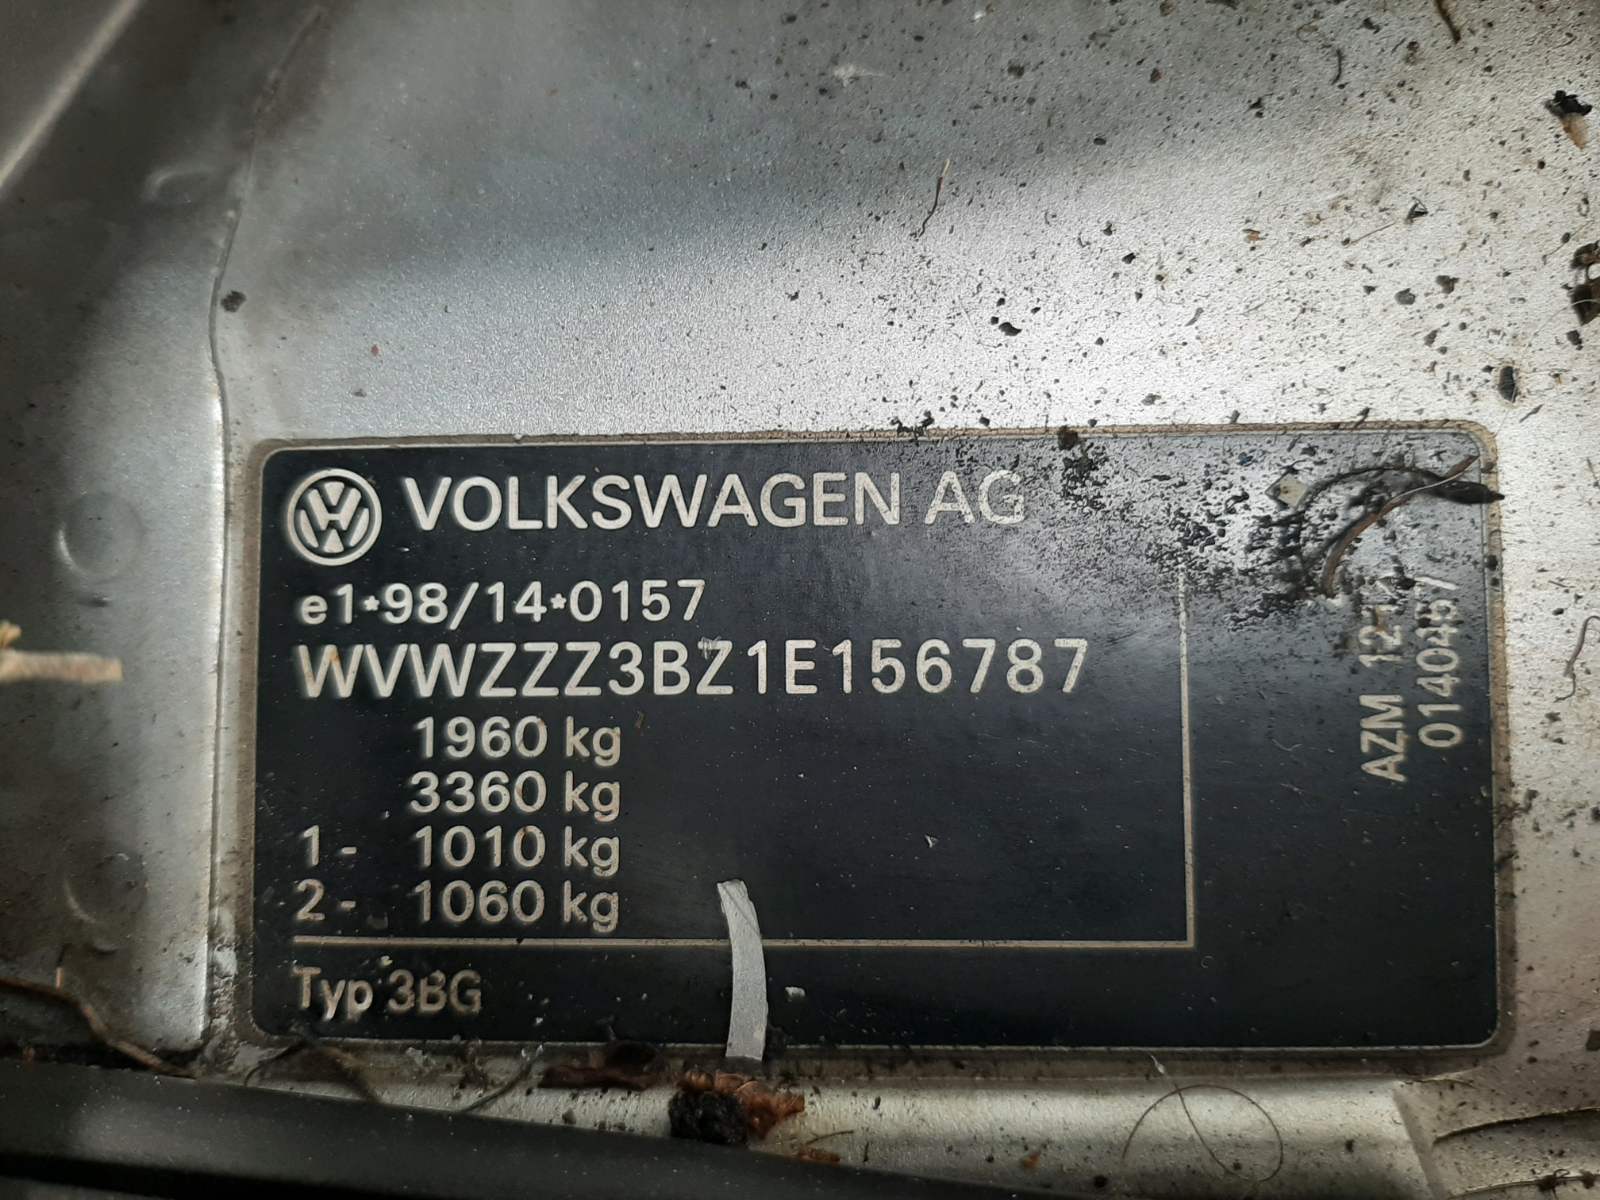 VOLKSWAGEN AG
e1*98/14*0157
WVWZZZ3BZ1E156787
1960 kg
3360 kg
1- 1010 kg
2- 1060 kg
Typ 3BG
AZM
0140467